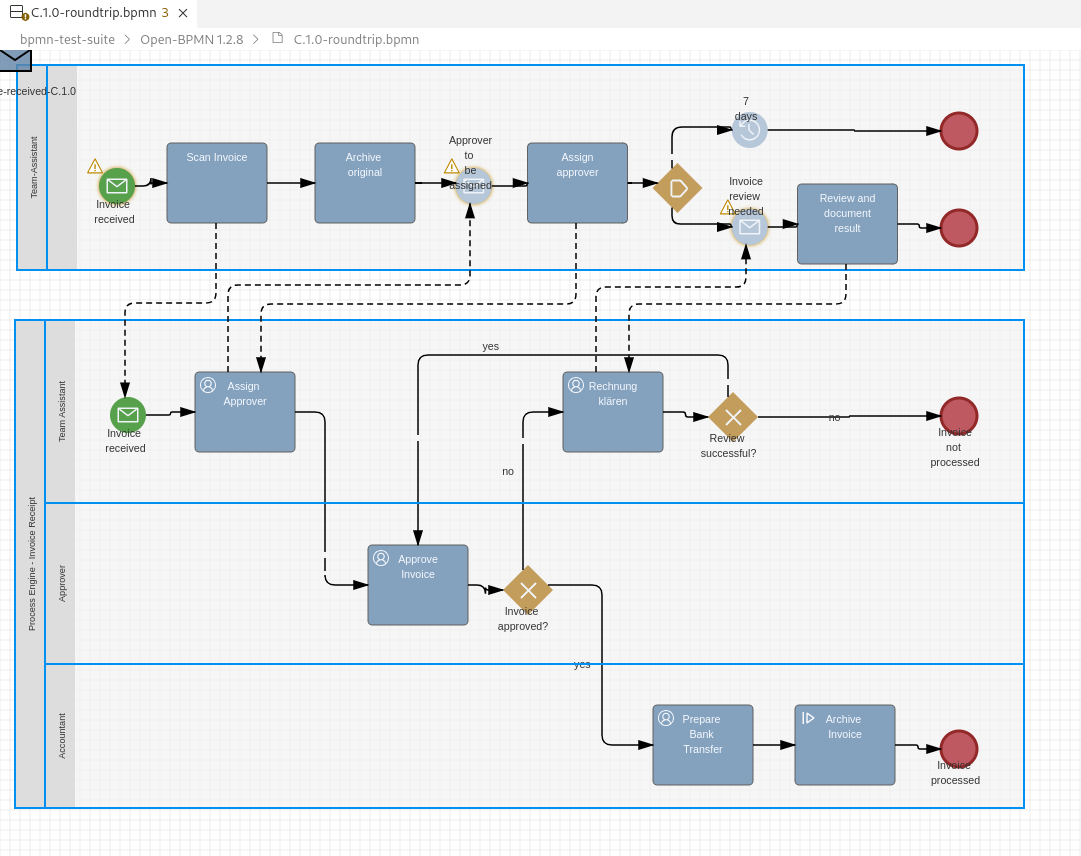 C.1.0-roundtrip.bpmn 3
bpmn-test-suite > Open-BPMN 1.2.8 > C.1.0-roundtrip.bpmn
e-received-C.1.0
Team-Assistant
Invoice
received
Scan Invoice
Archive
original
Approver
to
be
assigned
Assign
approver
7
days
Invoice
review
needed
Review and
document
result
Process Engine - Invoice Receipt
Team Assistant
Invoice
received
Assign
Approver
yes
no
Rechnung
klären
Review
successful?
no
Invoice
not
processed
Approver
Approve
Invoice
Invoice
approved?
yes
Accountant
Prepare
Bank
Transfer
Archive
Invoice
Invoice
processed